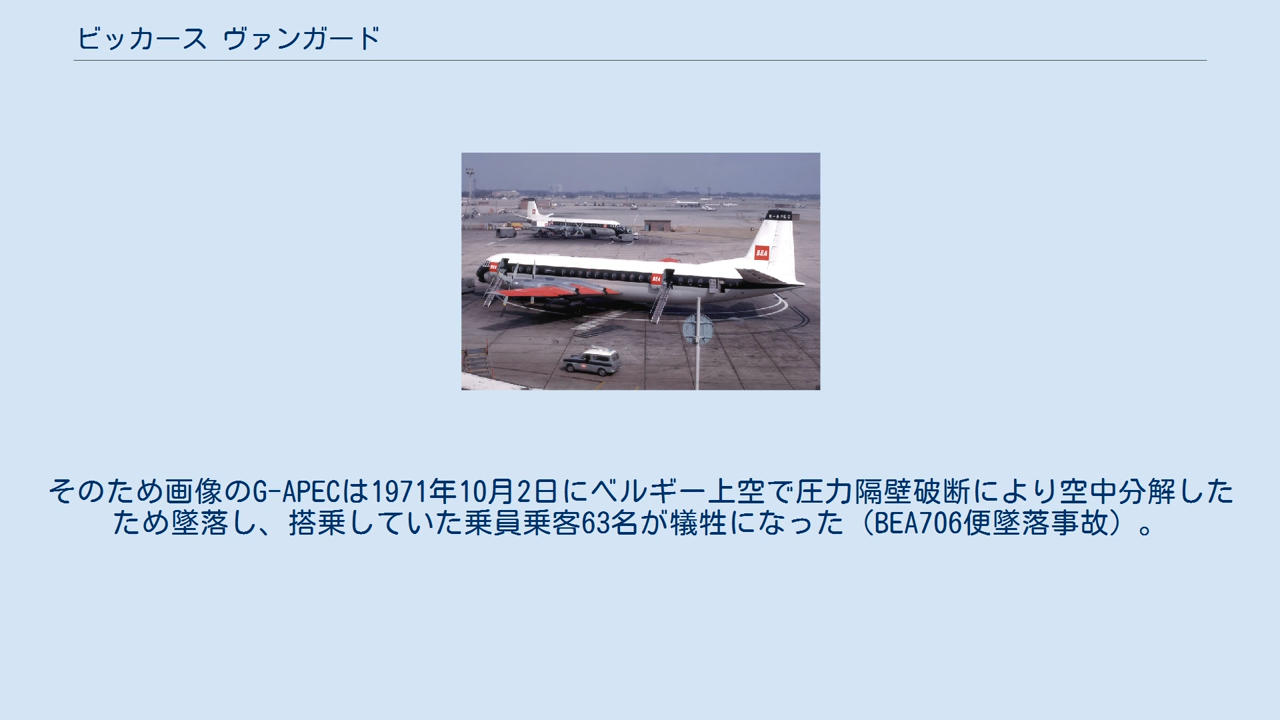 ビッカース ヴァンガード
BEA
BEA
BEA
そのため画像のG-APECは1971年10月2日にベルギー上空で圧力隔壁破断により空中分解した
ため墜落し、搭乗していた乗員乗客63名が犠牲になった（BEA706便墜落事故）。